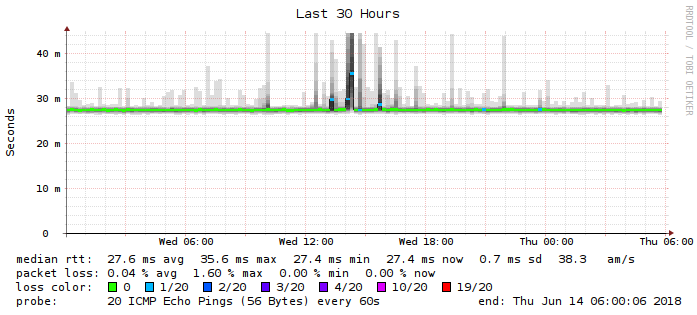 Last 30 Hours
RRDTOOL / TOBI OETIKER
Seconds
40 m
30 m
20 m
10 m
0
Wed 06:00 Wed 12:00 Wed 18:00 Thu 00:00 Thu 06:00
median rtt: 27.6 ms avg 35.6 ms max 27.4 ms min 27.4 ms now 0.7 ms sd 38.3 am/s
packet loss: 0.04 % avg 1.60 % max 0.00 % min 0.00 % now
loss color: 0 1/20 2/20 3/20 4/20 10/20 19/20
probe: 20 ICMP Echo Pings (56 Bytes) every 60s end: Thu Jun 14 06:00:06 2018